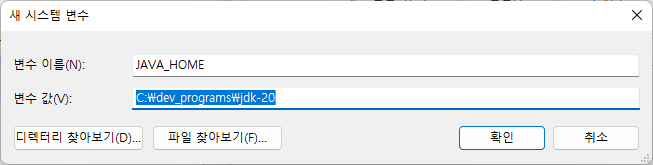 새 시스템 변수
변수 이름(N): JAVA_HOME
변수 값(V): C:₩dev_programs₩jdk-20
디렉터리 찾아보기(D)... 파일 찾아보기(F)... 확인 취소